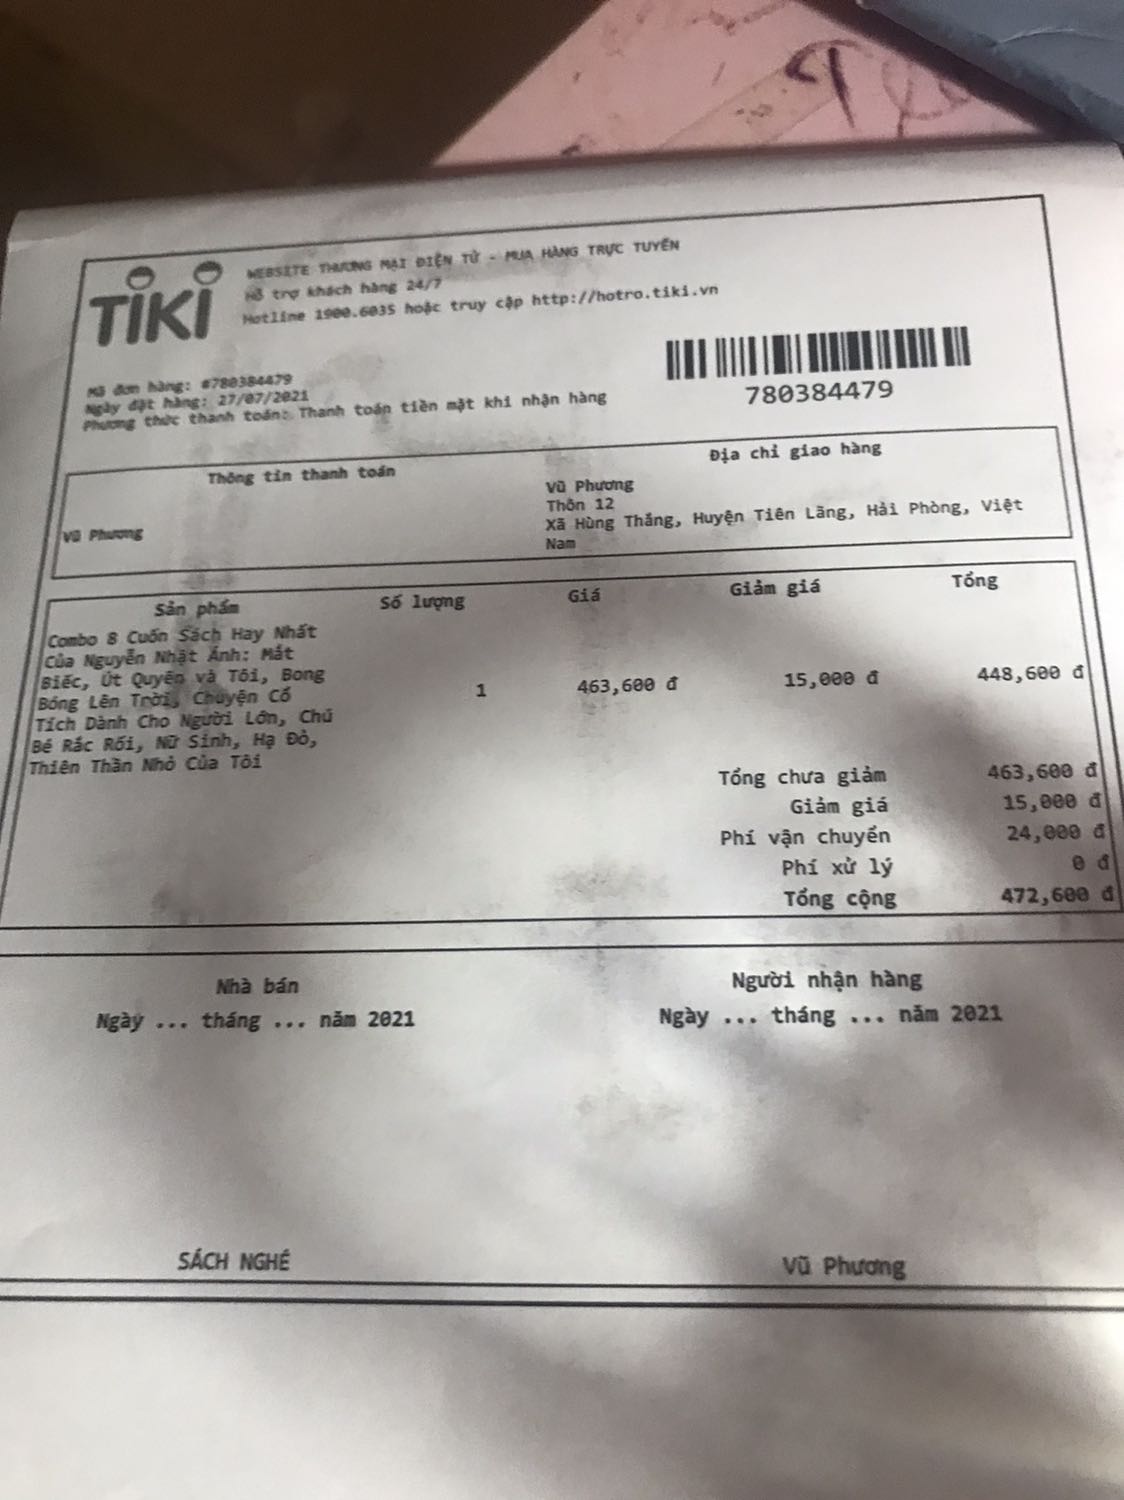 TIKI
WEBSITE THƯƠNG MẠI ĐIỆN TỬ - MUA HÀNG TRỰC TUYẾN
Hỗ trợ khách hàng 24/7
Hotline 1900.6035 hoặc truy cập http://hotro.tiki.vn
780384479
Mã đơn hàng: #780384479
Ngày đặt hàng: 27/07/2021
Phương thức thanh toán: Thanh toán tiền mặt khi nhận hàng
Thông tin thanh toán
Vũ Phương
Địa chỉ giao hàng
Vũ Phương
Thôn 12
Xã Hùng Thắng, Huyện Tiên Lãng, Hải Phòng, Việt
Nam
Sản phẩm Số lượng Giá Giảm giá Tổng
Combo 8 Cuốn Sách Hay Nhất
Của Nguyễn Nhật Ánh: Mắt
Biếc, Út Quyên và Tôi, Bong
Bóng Lên Trời, Chuyện Cổ
Tích Dành Cho Người Lớn, Chú
Bé Rắc Rối, Nữ Sinh, Hạ Đỏ,
Thiên Thần Nhỏ Của Tôi
1 463,600 đ 15,000 đ 448,600 đ
Tổng chưa giảm 463,600 đ
Giảm giá 15,000 đ
Phí vận chuyển 24,000 đ
Phí xử lý 0 đ
Tổng cộng 472,600 đ
Nhà bán Người nhận hàng
Ngày ... tháng ... năm 2021 Ngày ... tháng ... năm 2021
SÁCH NGHÉ Vũ Phương